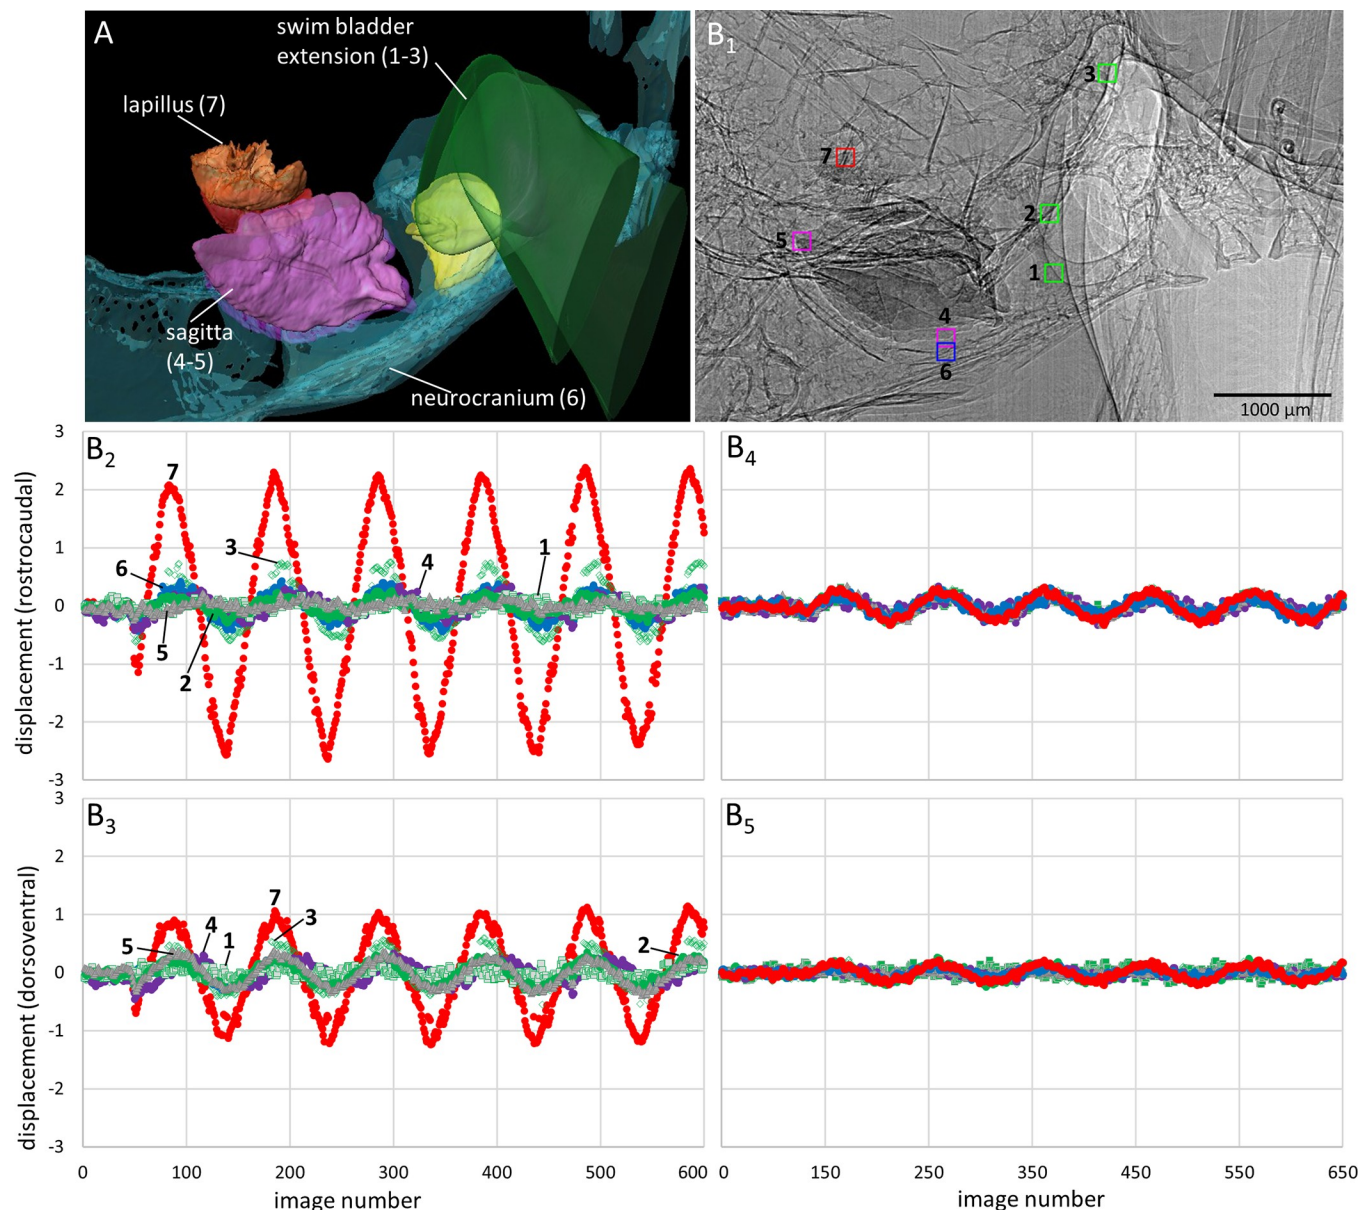 A
swim bladder
extension (1-3)
lapillus (7)
sagitta
(4-5)
neurocranium (6)
B1
3
7
2
5
1
4
6
1000 µm
displacement (rostrocaudal)
B2
3
2
1
0
-1
-2
-3
7
3
6
4
1
5
2
B4
displacement (dorsoventral)
B3
3
2
1
0
-1
-2
-3
7
3
4
1
5
2
0 100 200 300 400 500 600
image number
B5
0 150 250 350 450 550 650
image number